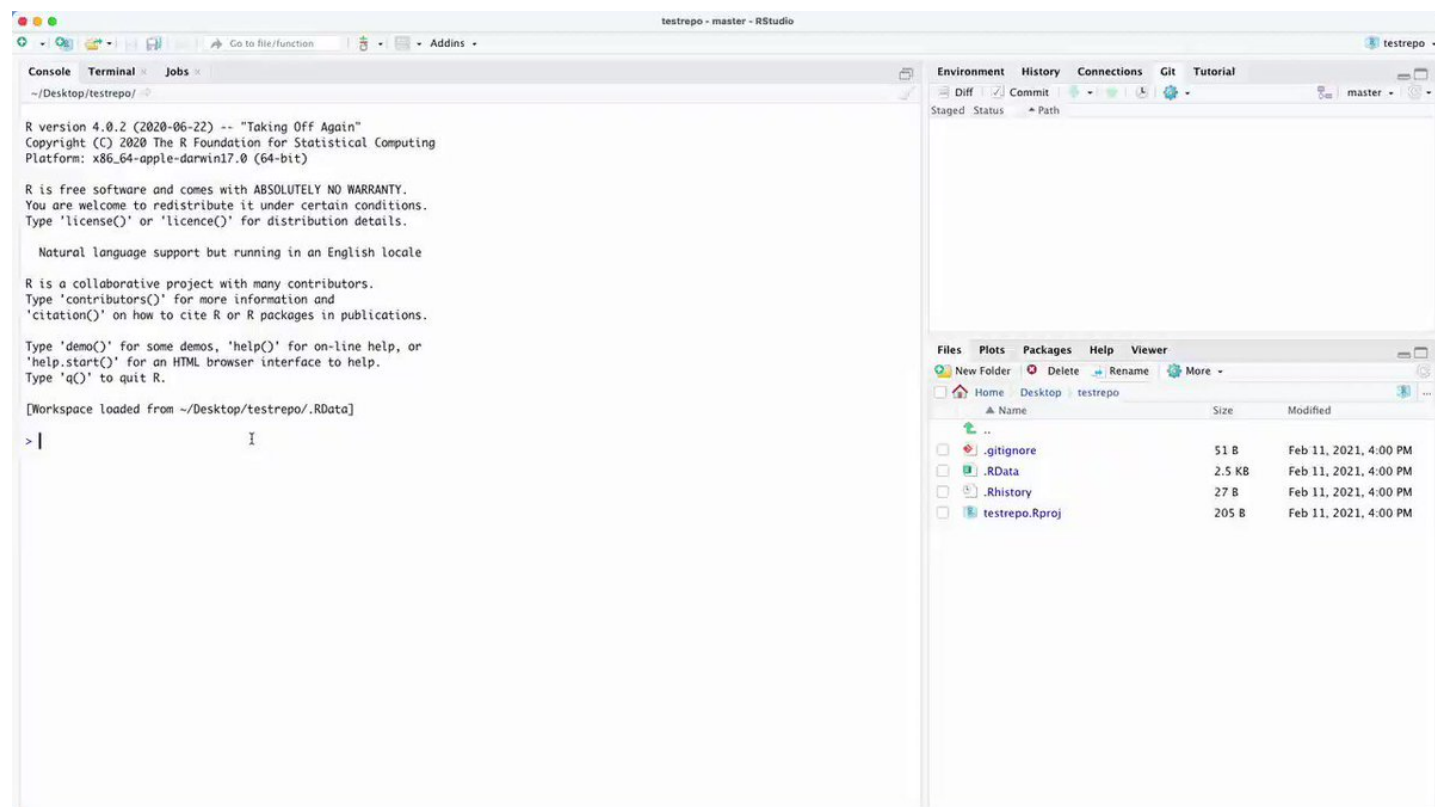 testrepo - master - RStudio
Go to file/function
Addins
testrepo
Console Terminal Jobs
~/Desktop/testrepo/
R version 4.0.2 (2020-06-22) -- "Taking Off Again"
Copyright (C) 2020 The R Foundation for Statistical Computing
Platform: x86_64-apple-darwin17.0 (64-bit)
R is free software and comes with ABSOLUTELY NO WARRANTY.
You are welcome to redistribute it under certain conditions.
Type 'license()' or 'licence()' for distribution details.
Natural language support but running in an English locale
R is a collaborative project with many contributors.
Type 'contributors()' for more information and
'citation()' on how to cite R or R packages in publications.
Type 'demo()' for some demos, 'help()' for on-line help, or
'help.start()' for an HTML browser interface to help.
Type 'q()' to quit R.
[Workspace loaded from ~/Desktop/testrepo/.RData]
>
Environment History Connections Git Tutorial
Diff Commit master
Staged Status Path
Files Plots Packages Help Viewer
New Folder Delete Rename More
Home Desktop testrepo ...
Name Size Modified
..
.gitignore 51 B Feb 11, 2021, 4:00 PM
.RData 2.5 KB Feb 11, 2021, 4:00 PM
.Rhistory 27 B Feb 11, 2021, 4:00 PM
testrepo.Rproj 205 B Feb 11, 2021, 4:00 PM